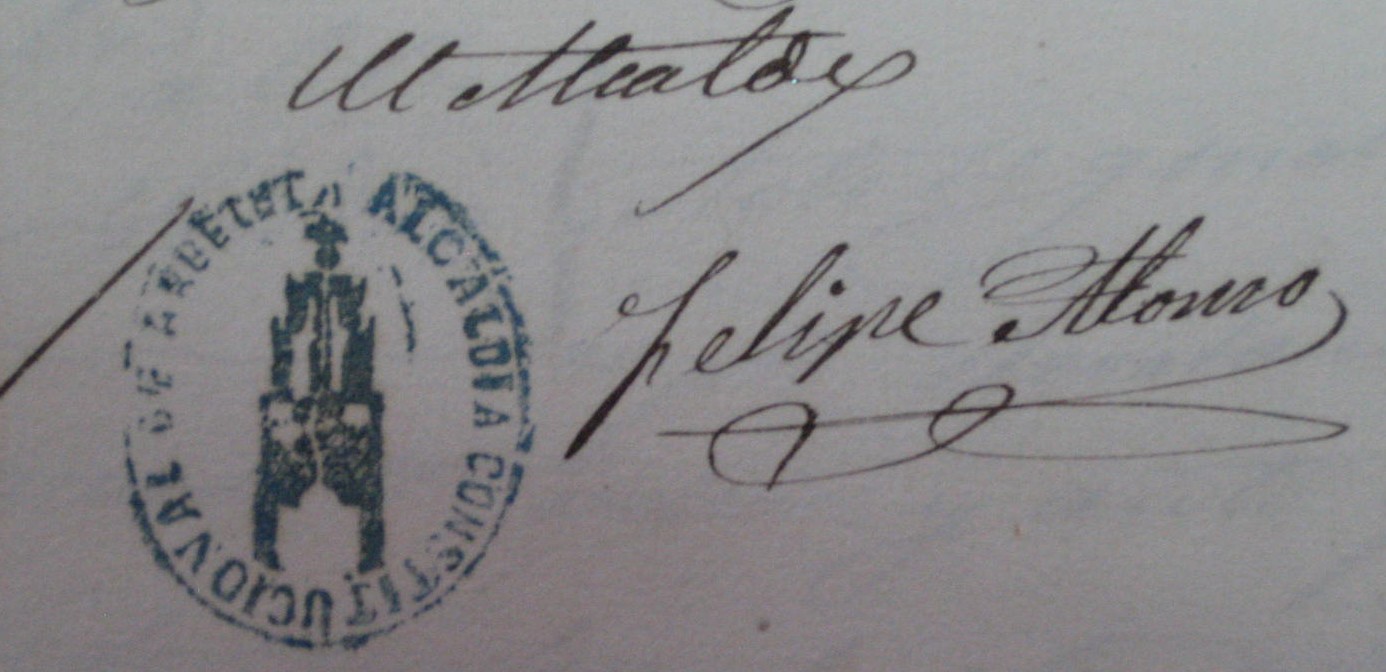 El Alcalde
ALCALDIA CONSTITUCIONAL DE ARBETETA
Felipe Alonso